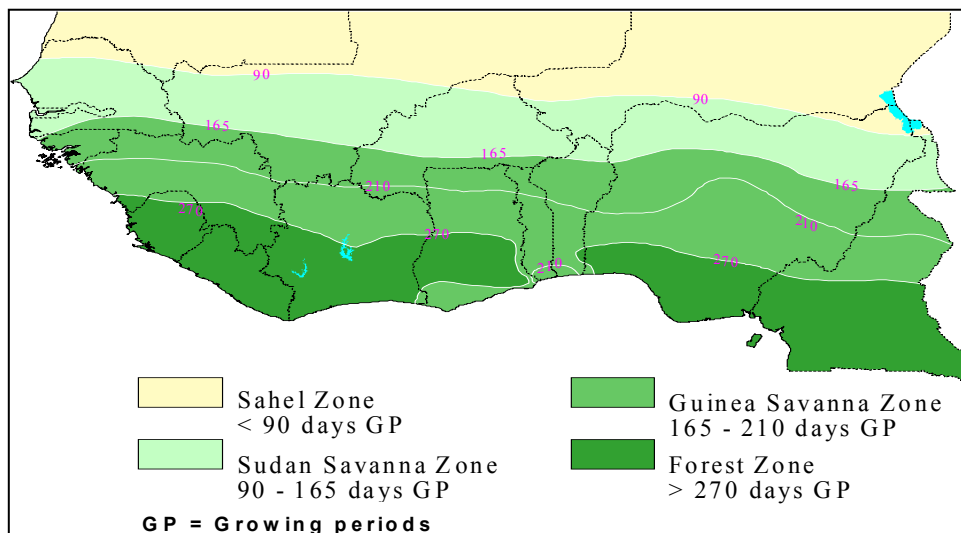 90
90
165
165
165
210
210
210
270
270
270
Sahel Zone
< 90 days GP
Sudan Savanna Zone
90 - 165 days GP
Guinea Savanna Zone
165 - 210 days GP
Forest Zone
> 270 days GP
GP = Growing periods